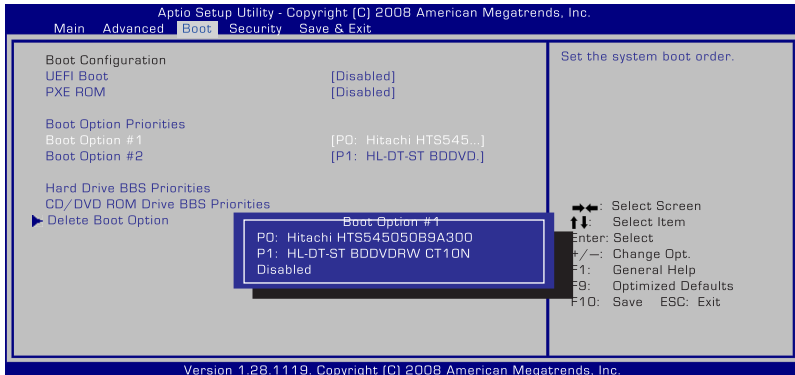 Aptio Setup Utility - Copyright (C) 2008 American Megatrends, Inc.
Main Advanced Boot Security Save & Exit
Boot Configuration
UEFI Boot [Disabled]
PXE ROM [Disabled]
Boot Option Priorities
Boot Option #1 [P0: Hitachi HTS545...]
Boot Option #2 [P1: HL-DT-ST BDDVD.]
Hard Drive BBS Priorities
CD/DVD ROM Drive BBS Priorities
Delete Boot Option
Boot Option #1
P0: Hitachi HTS545050B9A300
P1: HL-DT-ST BDDVDRW CT10N
Disabled
Set the system boot order.
→←: Select Screen
↑↓: Select Item
Enter: Select
+/—: Change Opt.
F1: General Help
F9: Optimized Defaults
F10: Save ESC: Exit
Version 1.28.1119. Copyright (C) 2008 American Megatrends, Inc.